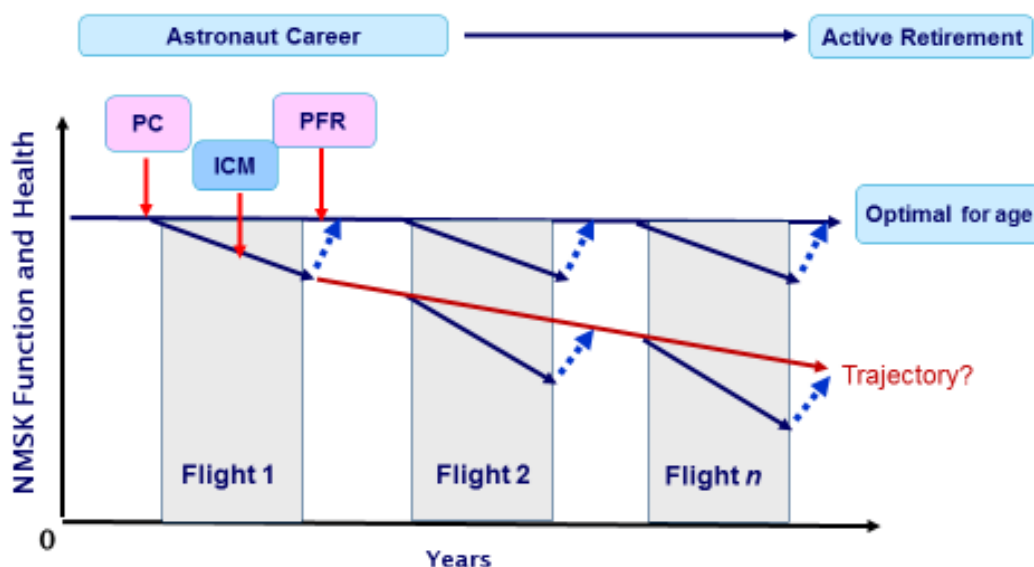 Astronaut Career
Active Retirement
PC
PFR
ICM
NMSK Function and Health
Optimal for age
Trajectory?
Flight 1
Flight 2
Flight n
0
Years